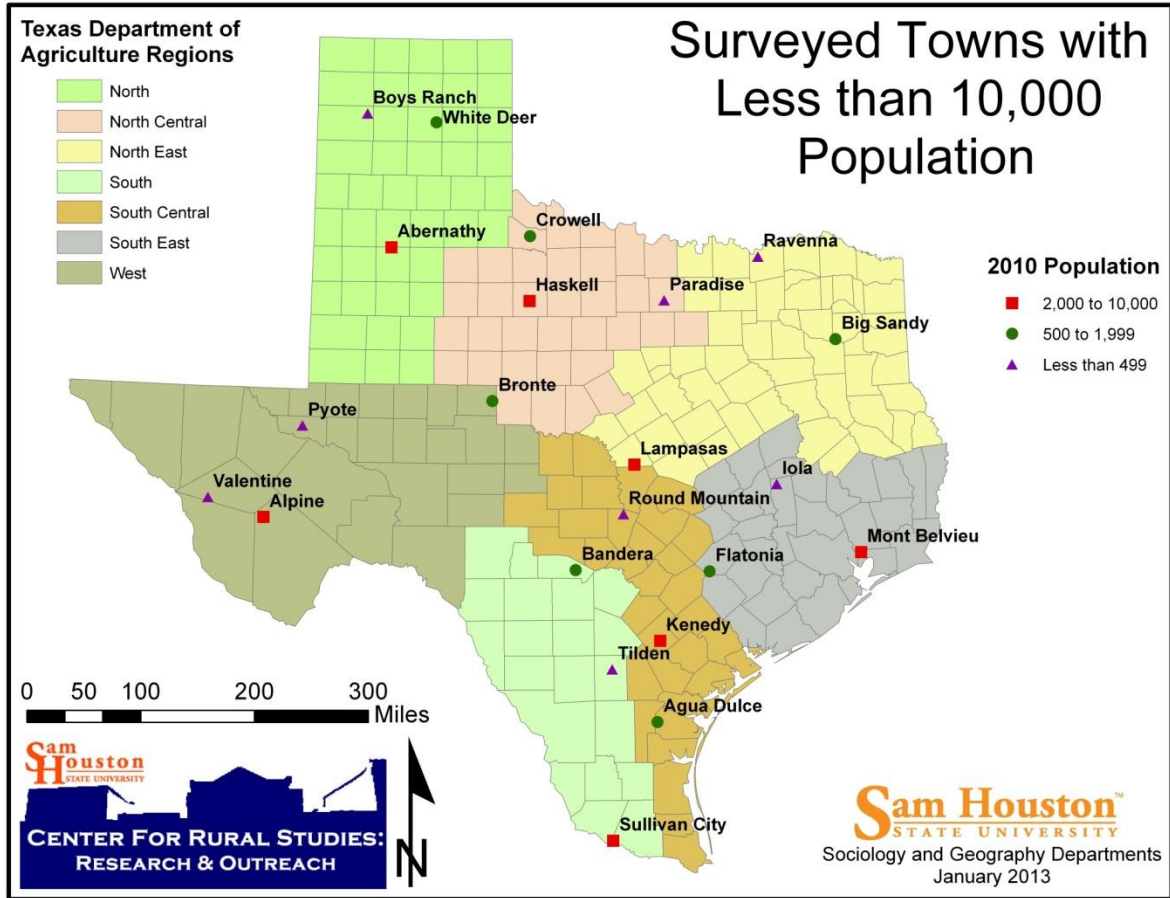 Texas Department of
Agriculture Regions
North
North Central
North East
South
South Central
South East
West
Surveyed Towns with
Less than 10,000
Population
2010 Population
2,000 to 10,000
500 to 1,999
Less than 499
Boys Ranch
White Deer
Abernathy
Crowell
Ravenna
Haskell
Paradise
Big Sandy
Bronte
Pyote
Lampasas
Iola
Valentine
Alpine
Round Mountain
Mont Belvieu
Bandera
Flatonia
Kenedy
Tilden
Agua Dulce
Sullivan City
0 50 100 200 300
Miles
Sam
Houston
STATE UNIVERSITY
CENTER FOR RURAL STUDIES:
RESEARCH & OUTREACH
N
Sam Houston™
STATE UNIVERSITY
Sociology and Geography Departments
January 2013